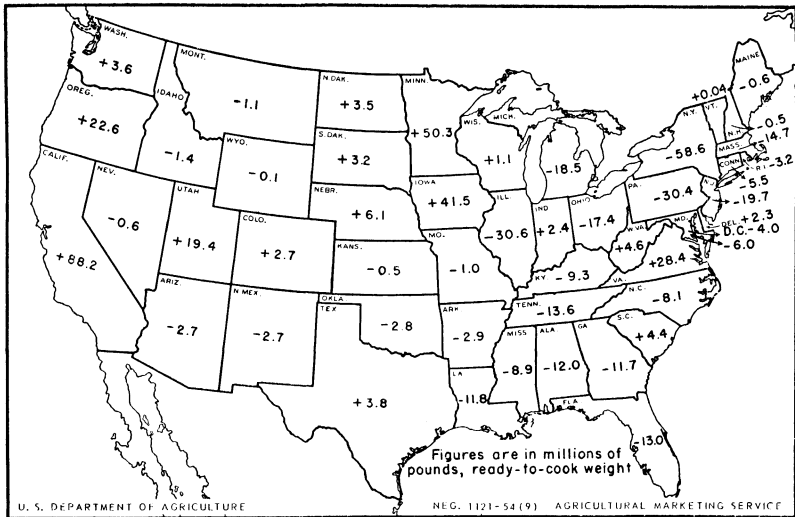 WASH.
+3.6
OREG.
+22.6
CALIF.
+88.2
NEV.
-0.6
IDAHO
-1.4
MONT.
-1.1
WYO.
-0.1
UTAH
+19.4
COLO.
+2.7
ARIZ.
-2.7
N.MEX.
-2.7
N.DAK.
+3.5
S.DAK.
+3.2
NEBR.
+6.1
KANS.
-0.5
OKLA.
-2.8
TEX.
+3.8
MINN.
+50.3
IOWA
+41.5
MO.
-1.0
ARK.
-2.9
LA.
-11.8
WIS.
+1.1
MICH.
-18.5
ILL.
-30.6
IND.
+2.4
OHIO
-17.4
KY.
-9.3
TENN.
-13.6
MISS.
-8.9
ALA.
-12.0
GA.
-11.7
FLA.
-13.0
S.C.
+4.4
N.C.
-8.1
VA.
+28.4
W.VA.
+4.6
PA.
-30.4
N.Y.
-58.6
VT.
+0.04
N.H.
-0.5
MAINE
-0.6
MASS.
-14.7
R.I.
-3.2
CONN.
-5.5
N.J.
-19.7
DEL. +2.3
D.C. -4.0
MD.
-6.0
Figures are in millions of
pounds, ready-to-cook weight
U. S. DEPARTMENT OF AGRICULTURE
NEG. 1121-54(9) AGRICULTURAL MARKETING SERVICE